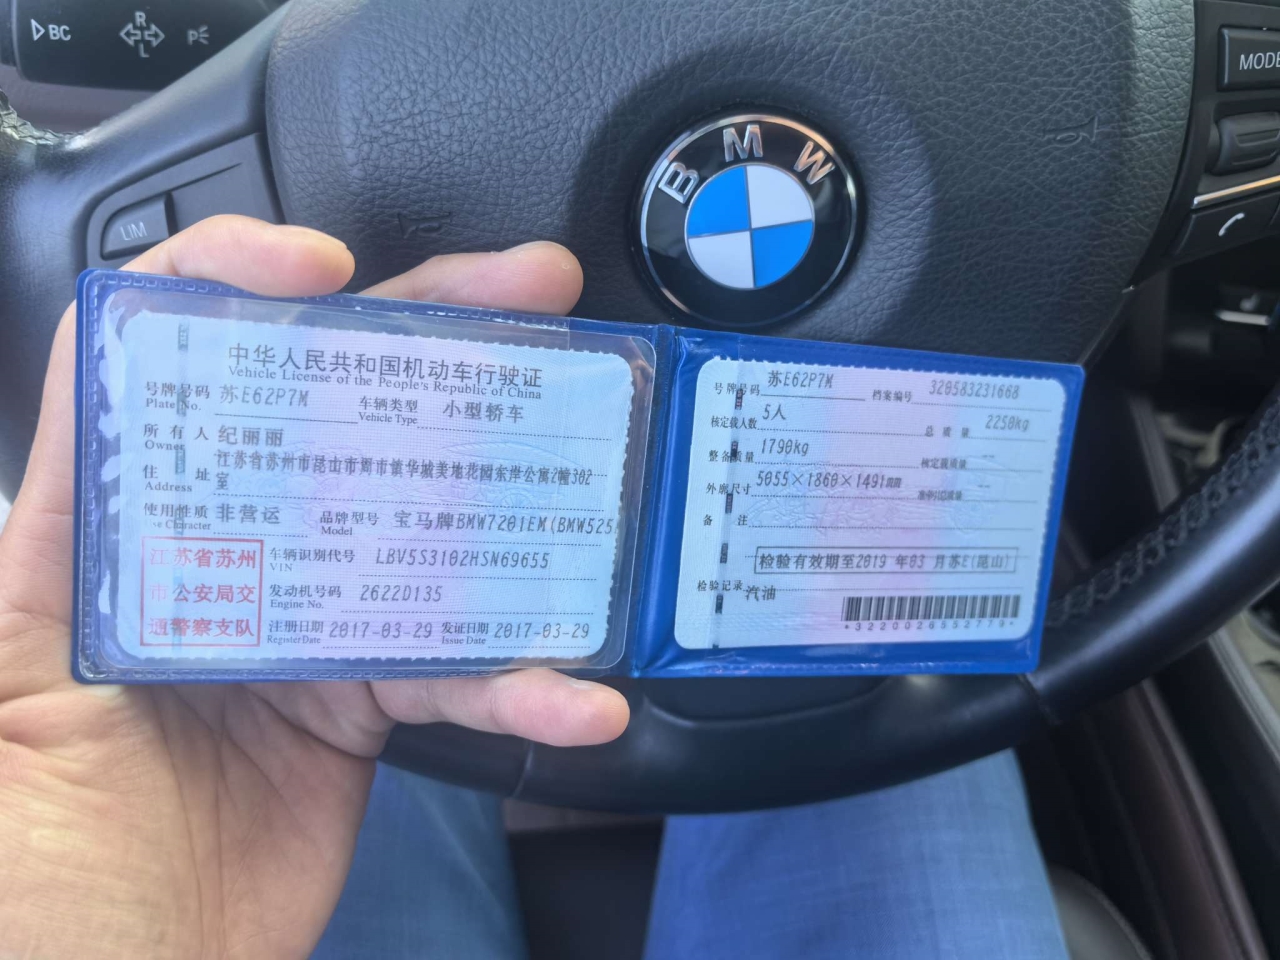 BC
R
L
P
LIM
B M W
MODE
中华人民共和国机动车行驶证
Vehicle License of the People's Republic of China
号牌号码 苏E62P7M 车辆类型 小型轿车
Plate No. Vehicle Type
所有人 纪丽丽
Owner
住址 江苏省苏州市昆山市周市镇华城美地花园东岸公寓2幢302室
Address
使用性质 非营运 品牌型号 宝马牌BMW7201EM(BMW525
Use Character Model
江苏省苏州
市公安局交
通警察支队
车辆识别代号 LBV5S3102HSN69655
VIN
发动机号码 2622D135
Engine No.
注册日期 2017-03-29 发证日期 2017-03-29
Register Date Issue Date
号牌号码 苏E62P7M 档案编号 320583231668
核定载人数 5人 总质量 2250kg
整备质量 1790kg 核定载质量 --
外廓尺寸 5055×1860×1491mm 准牵引总质量 --
备注
检验有效期至2019年03月苏E(昆山)
检验记录 汽油
*3220026552779*